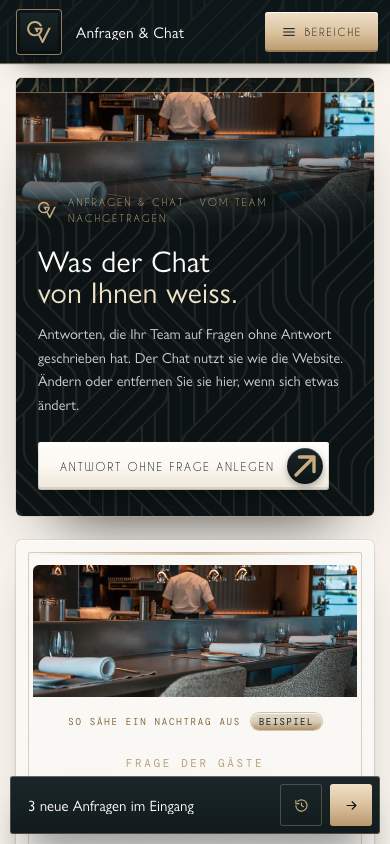 GV
Anfragen & Chat
BEREICHE
GV
ANFRAGEN & CHAT · VOM TEAM
NACHGETRAGEN
Was der Chat
von Ihnen weiss.
Antworten, die Ihr Team auf Fragen ohne Antwort
geschrieben hat. Der Chat nutzt sie wie die Website.
Ändern oder entfernen Sie sie hier, wenn sich etwas
ändert.
ANTWORT OHNE FRAGE ANLEGEN
SO SÄHE EIN NACHTRAG AUS BEISPIEL
FRAGE DER GÄSTE
3 neue Anfragen im Eingang